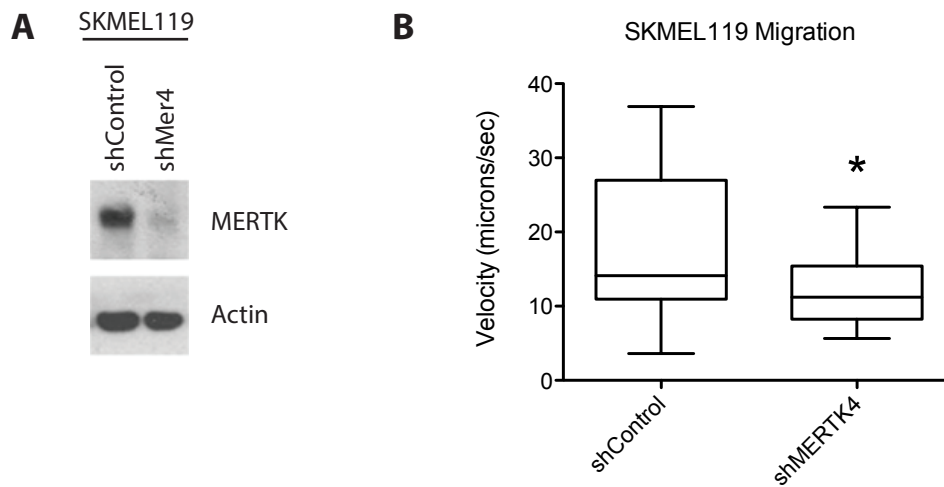 A
SKMEL119
shControl
shMer4
MERTK
Actin
B
SKMEL119 Migration
Velocity (microns/sec)
40
30
20
10
0
*
shControl
shMERTK4